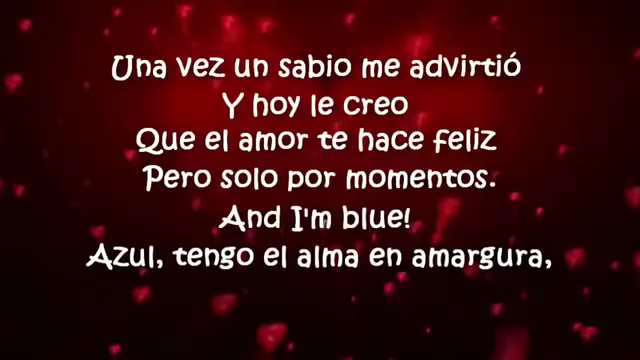 Una vez un sabio me advirtió
Y hoy le creo
Que el amor te hace feliz
Pero solo por momentos.
And I'm blue!
Azul, tengo el alma en amargura,